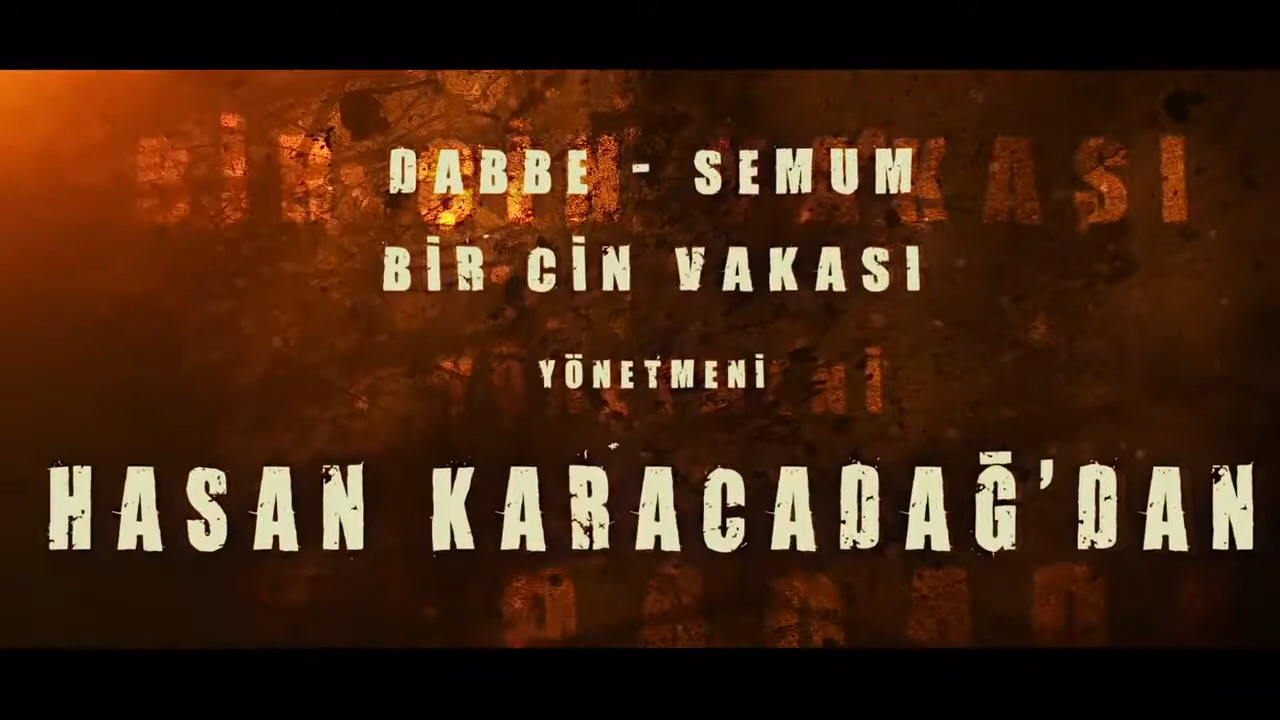 DABBE - SEMUM
BİR CİN VAKASI
YÖNETMENİ
HASAN KARACADAĞ'DAN